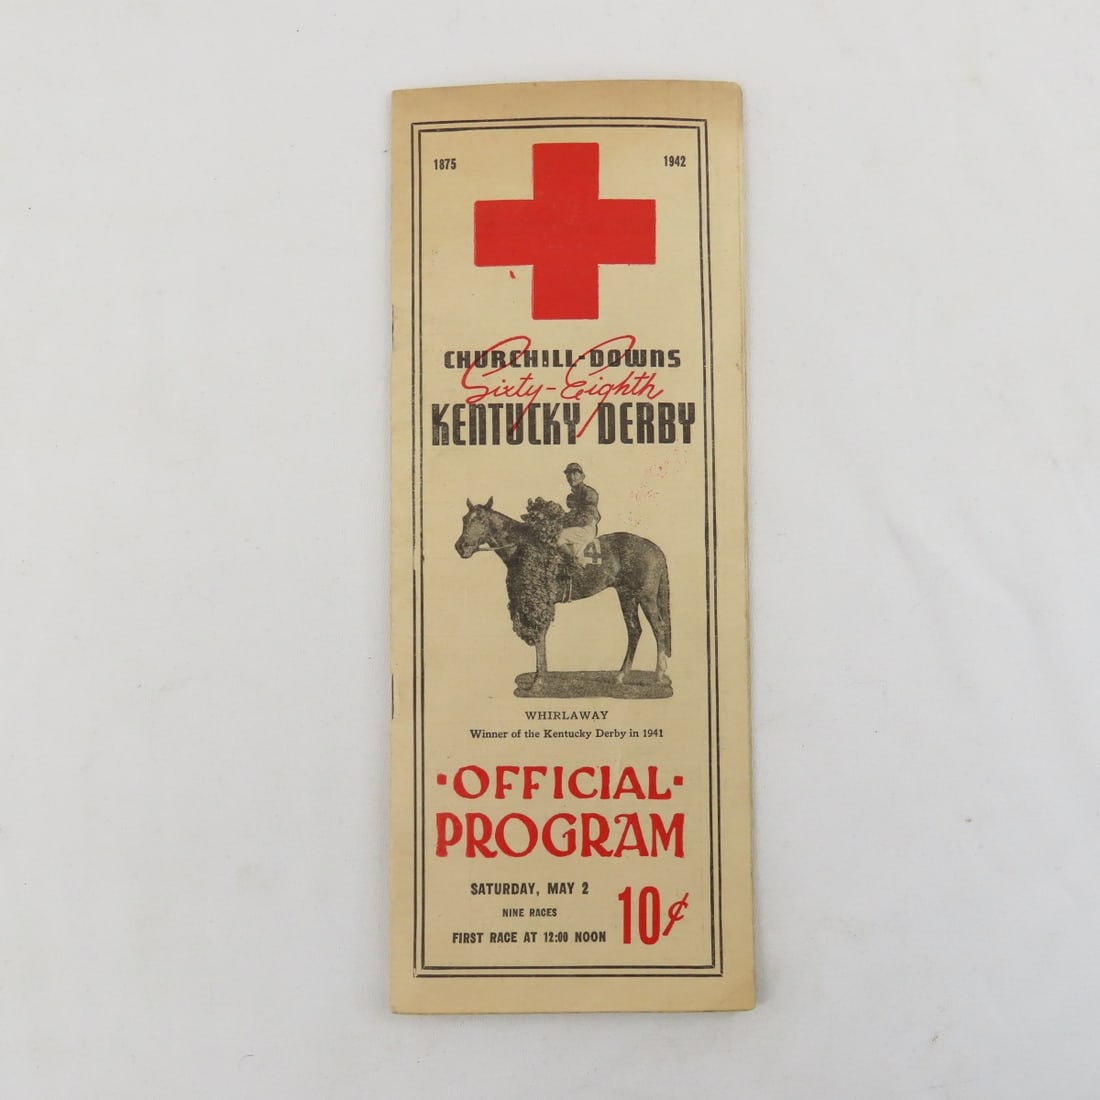 1875 1942
CHURCHILL-DOWNS
Sixty-Eighth
KENTUCKY DERBY
4
WHIRLAWAY
Winner of the Kentucky Derby in 1941
·OFFICIAL·
PROGRAM
SATURDAY, MAY 2
NINE RACES
FIRST RACE AT 12:00 NOON
10¢